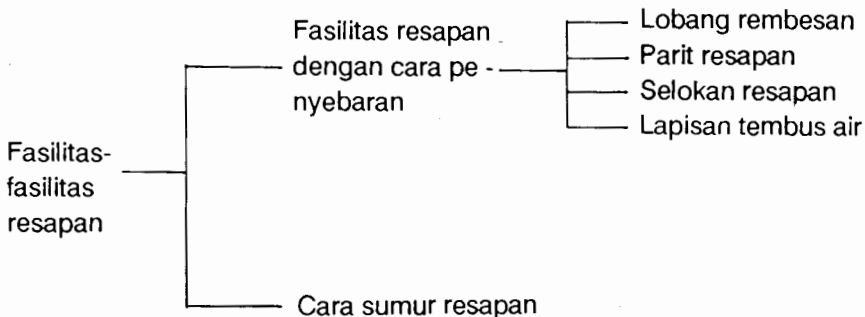 Fasilitas-
fasilitas
resapan
Fasilitas resapan
dengan cara pe -
nyebaran
Lobang rembesan
Parit resapan
Selokan resapan
Lapisan tembus air
Cara sumur resapan